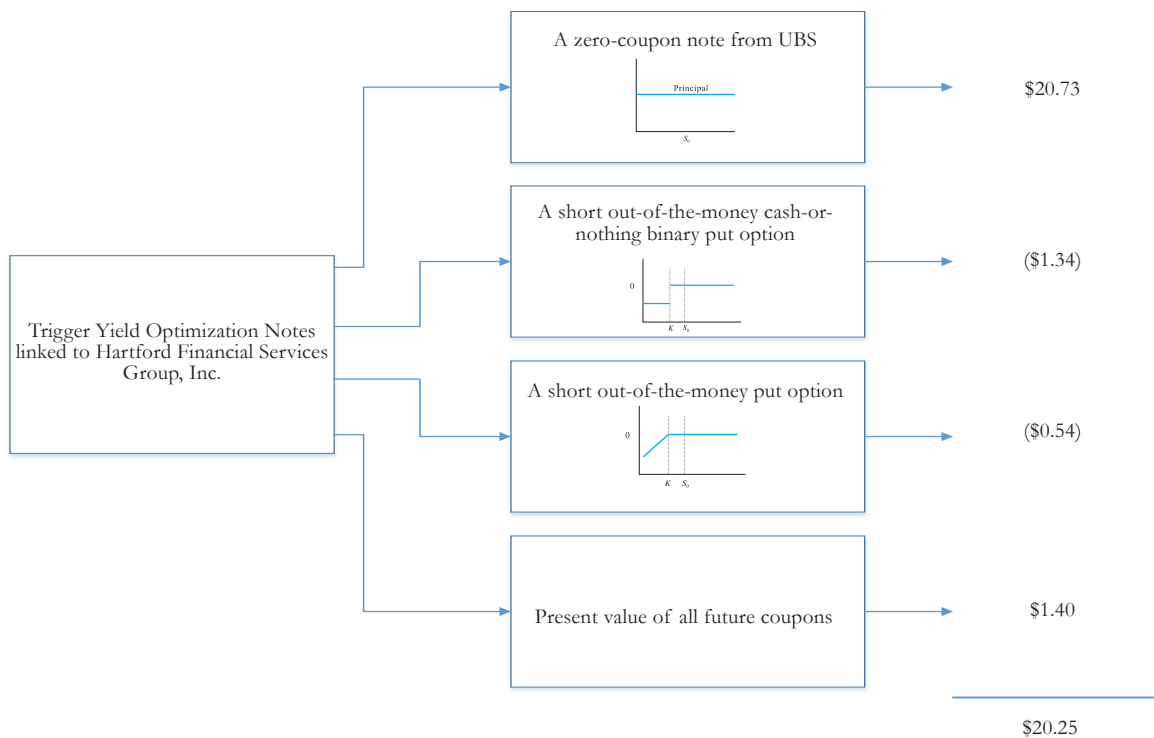 A zero-coupon note from UBS
Principal
S0
$20.73
A short out-of-the-money cash-or-
nothing binary put option
0
K S0
($1.34)
Trigger Yield Optimization Notes
linked to Hartford Financial Services
Group, Inc.
A short out-of-the-money put option
0
K S0
($0.54)
Present value of all future coupons
$1.40
$20.25